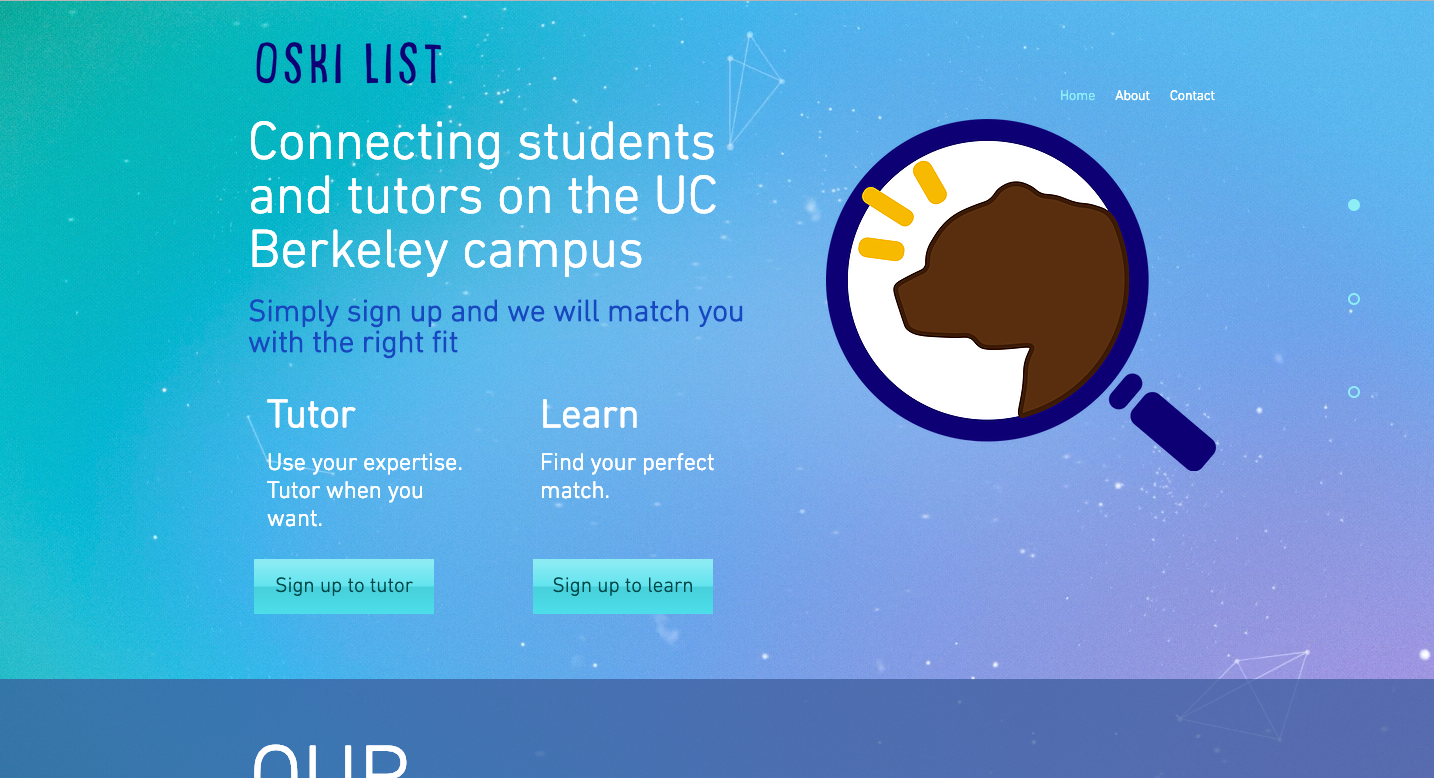 OSKI LIST
Home About Contact
Connecting students
and tutors on the UC
Berkeley campus
Simply sign up and we will match you
with the right fit
Tutor
Use your expertise.
Tutor when you
want.
Sign up to tutor
Learn
Find your perfect
match.
Sign up to learn
OUR